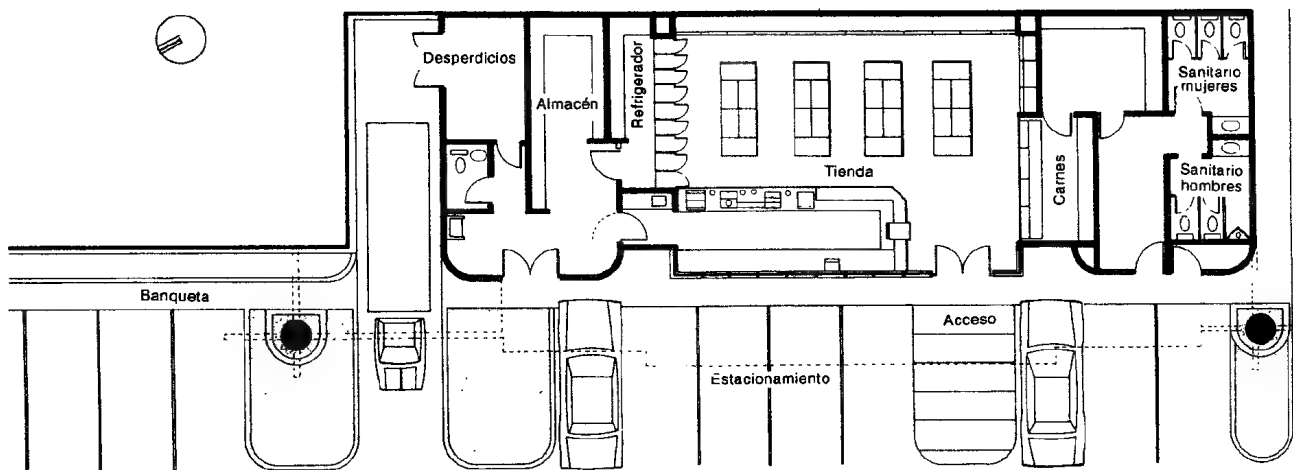 Desperdicios
Almacén
Refrigerador
Tienda
Carnes
Sanitario
mujeres
Sanitario
hombres
Banqueta
Acceso
Estacionamiento